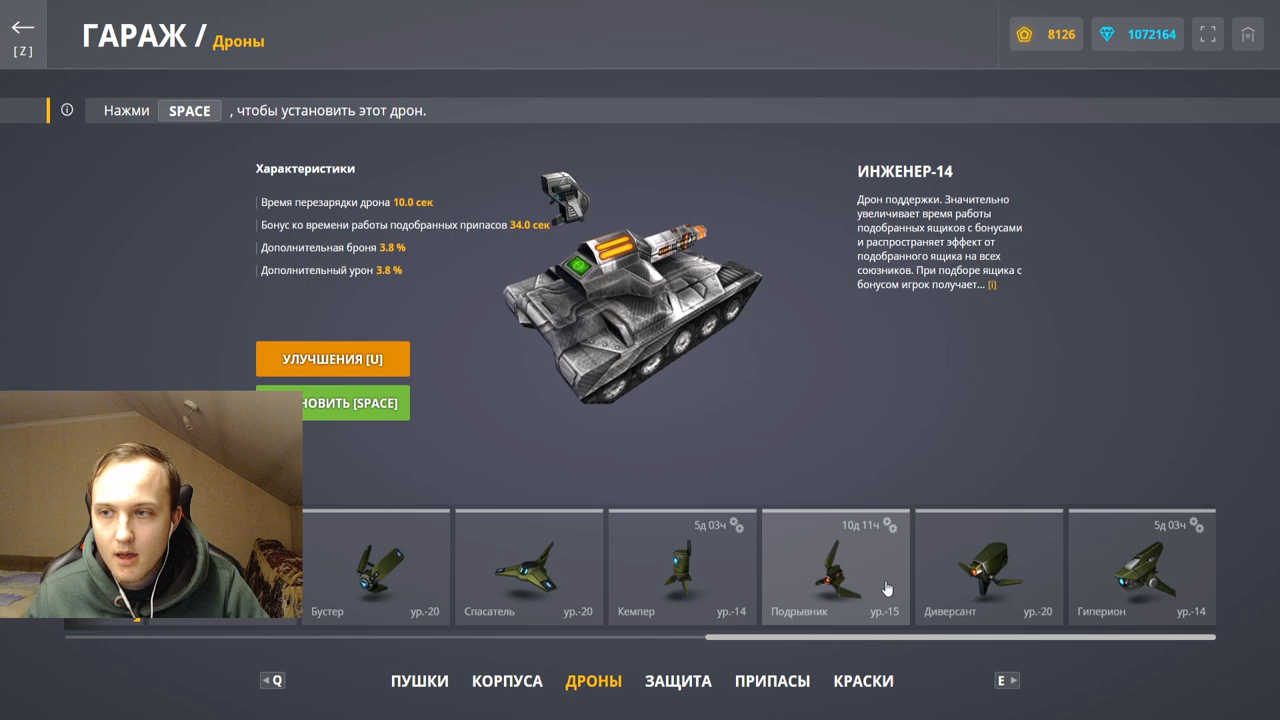 [Z]
ГАРАЖ / Дроны
8126
1072164
Нажми SPACE , чтобы установить этот дрон.
Характеристики
Время перезарядки дрона 10.0 сек
Бонус ко времени работы подобранных припасов 34.0 сек
Дополнительная броня 3.8 %
Дополнительный урон 3.8 %
ИНЖЕНЕР-14
Дрон поддержки. Значительно
увеличивает время работы
подобранных ящиков с бонусами
и распространяет эффект от
подобранного ящика на всех
союзников. При подборе ящика с
бонусом игрок получает... [i]
УЛУЧШЕНИЯ [U]
НОВИТЬ [SPACE]
Бустер ур.-20
Спасатель ур.-20
5д 03ч
Кемпер ур.-14
10д 11ч
Подрывник ур.-15
Диверсант ур.-20
5д 03ч
Гиперион ур.-14
Q
ПУШКИ КОРПУСА ДРОНЫ ЗАЩИТА ПРИПАСЫ КРАСКИ
E